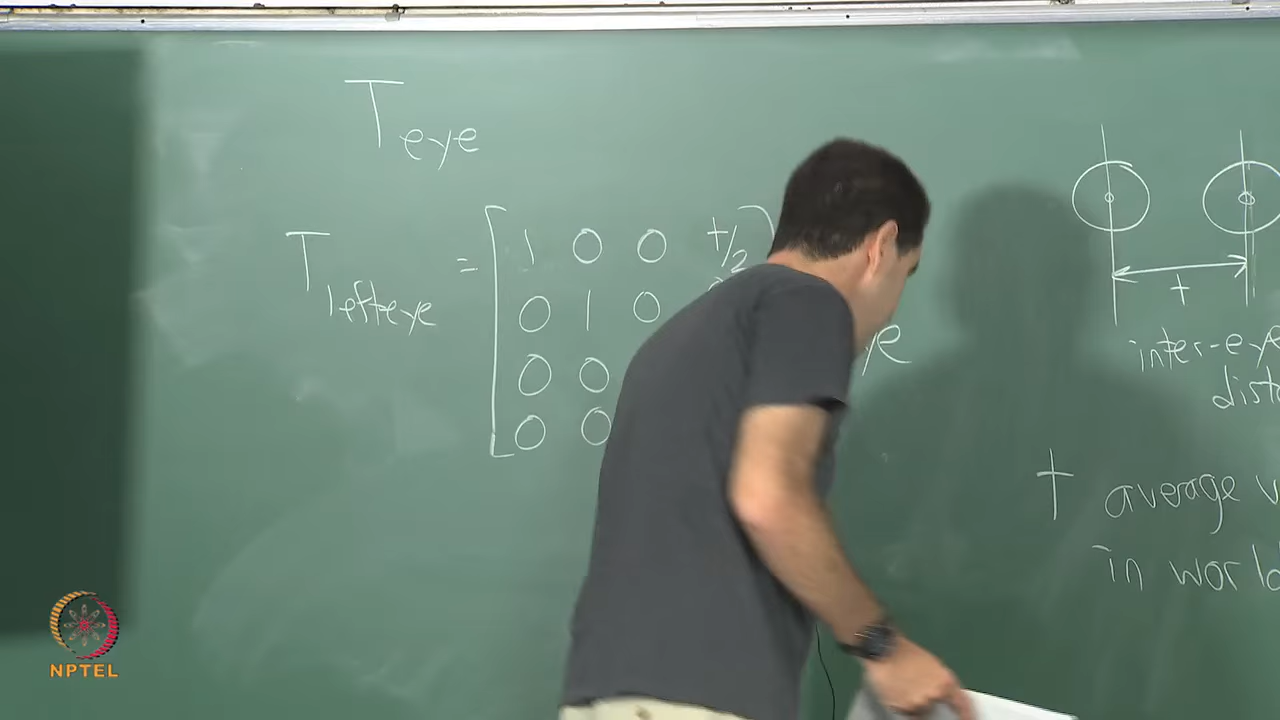 T eye
T lefteye = [ 1 0 0 t/2 ]
0 1 0
0 0
0 0
ye
t
inter-eye
dist
t average v
in world
NPTEL